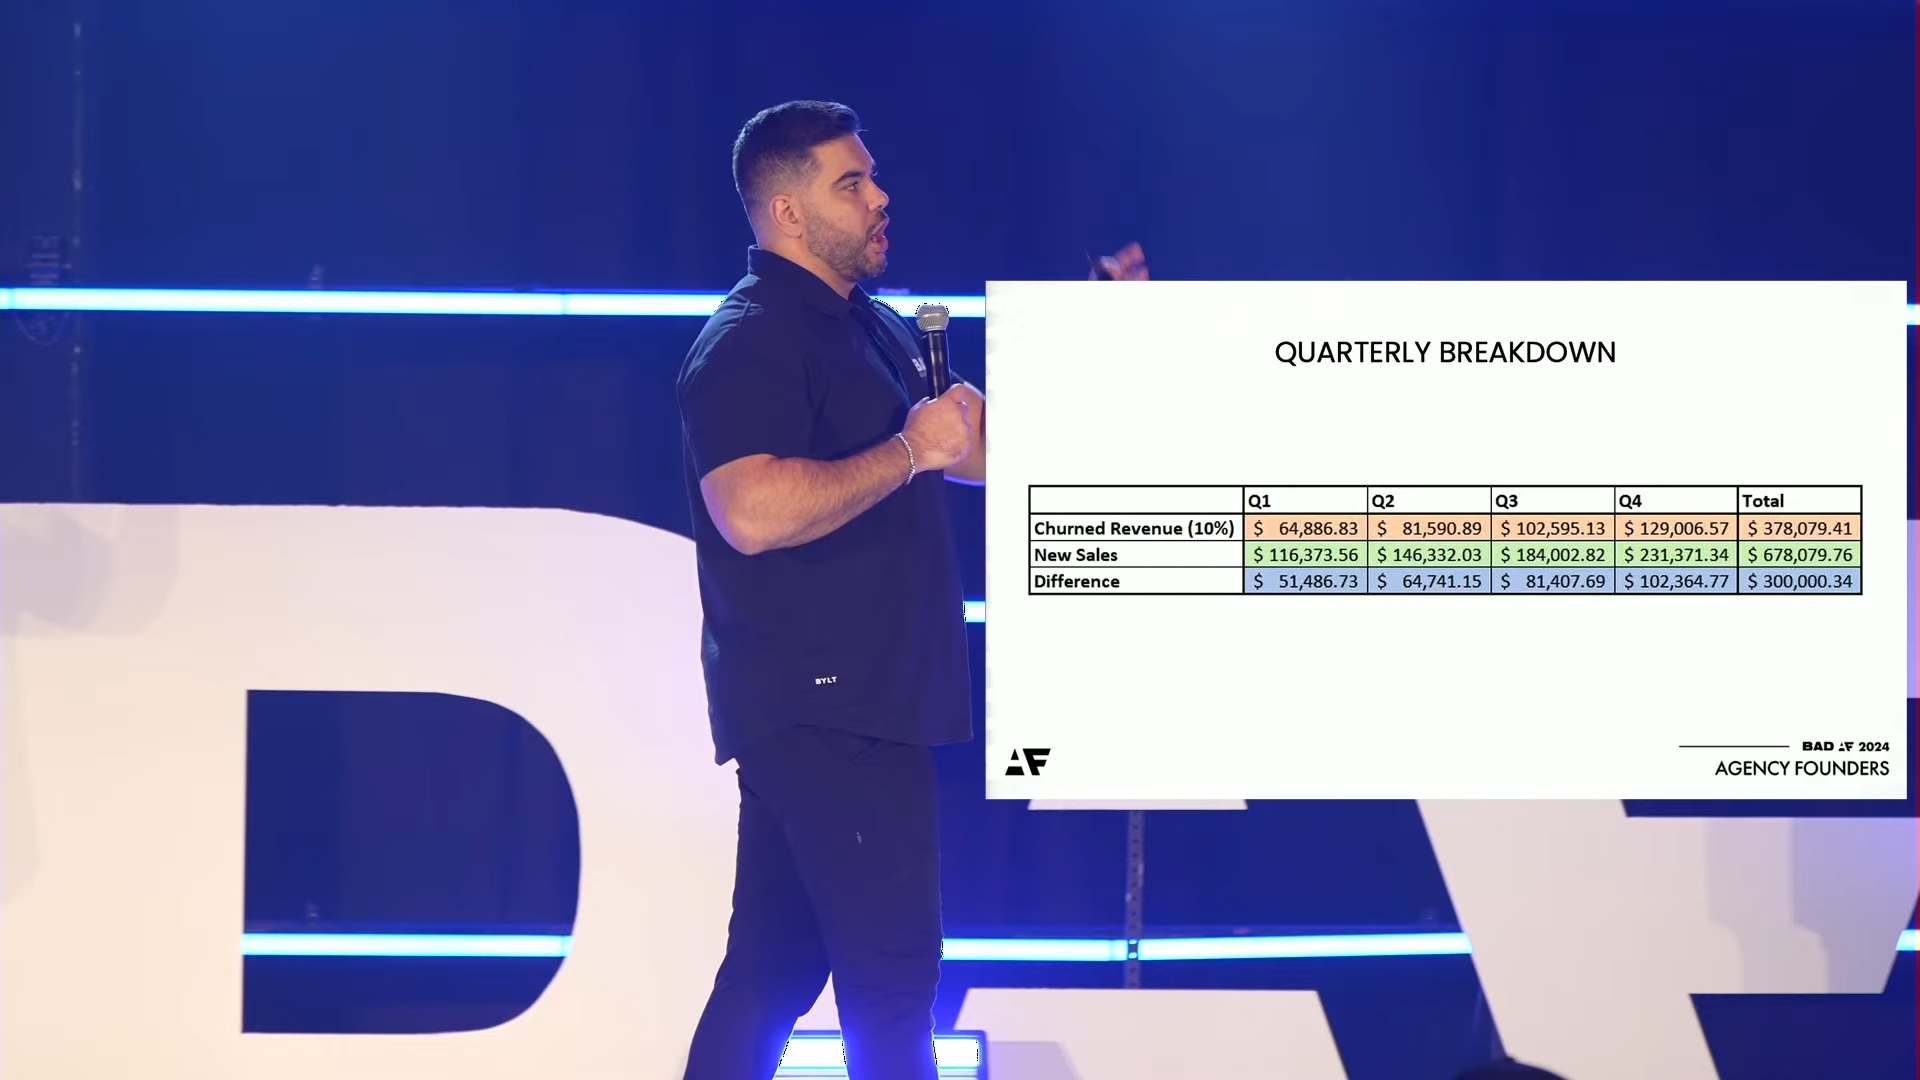 QUARTERLY BREAKDOWN
Q1 Q2 Q3 Q4 Total
Churned Revenue (10%) $ 64,886.83 $ 81,590.89 $ 102,595.13 $ 129,006.57 $ 378,079.41
New Sales $ 116,373.56 $ 146,332.03 $ 184,002.82 $ 231,371.34 $ 678,079.76
Difference $ 51,486.73 $ 64,741.15 $ 81,407.69 $ 102,364.77 $ 300,000.34
BYLT
AF
BAD AF 2024
AGENCY FOUNDERS